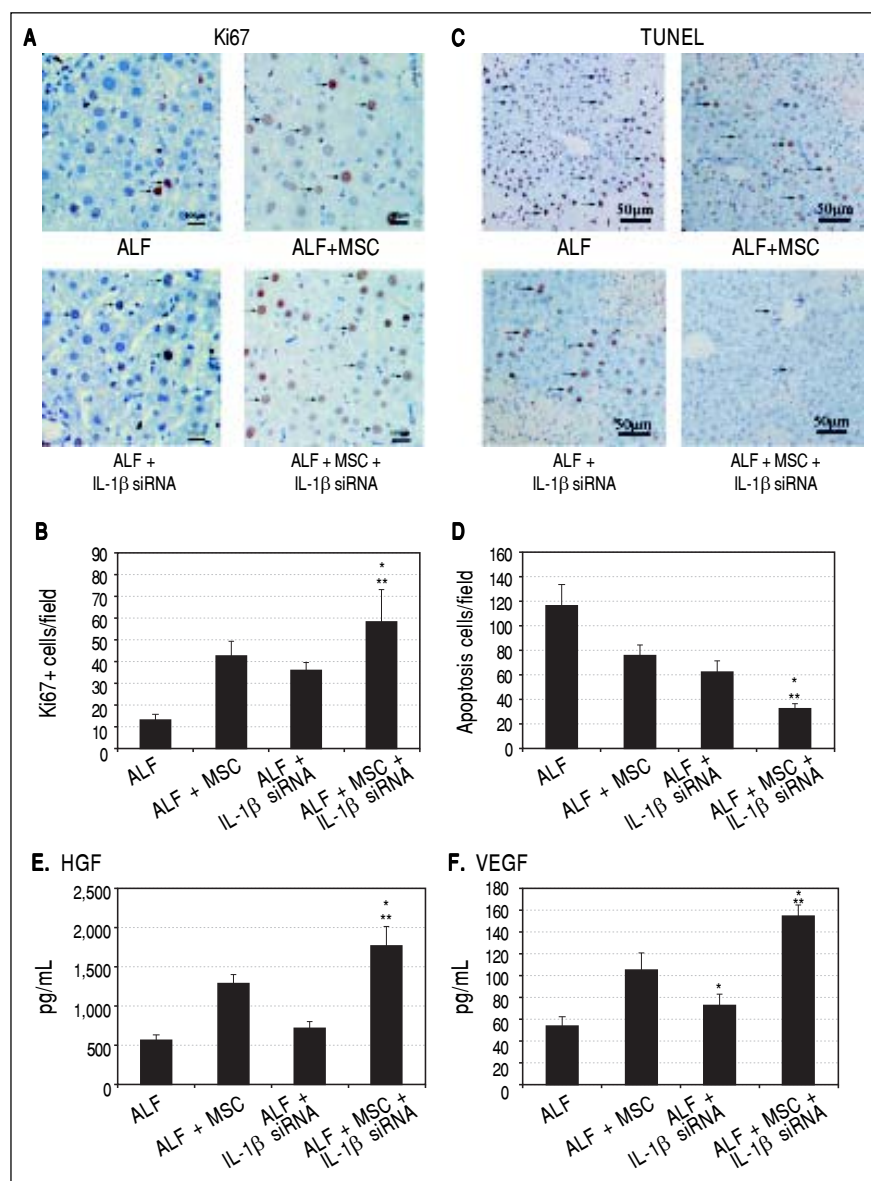 A
Ki67
ALF
ALF+MSC
ALF +
IL-1β siRNA
ALF + MSC +
IL-1β siRNA
C
TUNEL
50µm
50µm
ALF
ALF+MSC
50µm
50µm
ALF +
IL-1β siRNA
ALF + MSC +
IL-1β siRNA
B
Ki67+ cells/field
90
80
70
60
50
40
30
20
10
0
*
**
ALF
ALF + MSC
ALF +
IL-1β siRNA
ALF + MSC +
IL-1β siRNA
D
Apoptosis cells/field
160
140
120
100
80
60
40
20
0
*
**
ALF
ALF + MSC
ALF +
IL-1β siRNA
ALF + MSC +
IL-1β siRNA
E. HGF
pg/mL
2,500
2,000
1,500
1,000
500
0
*
**
ALF
ALF + MSC
ALF +
IL-1β siRNA
ALF + MSC +
IL-1β siRNA
F. VEGF
pg/mL
180
160
140
120
100
80
60
40
20
0
*
*
**
ALF
ALF + MSC
ALF +
IL-1β siRNA
ALF + MSC +
IL-1β siRNA